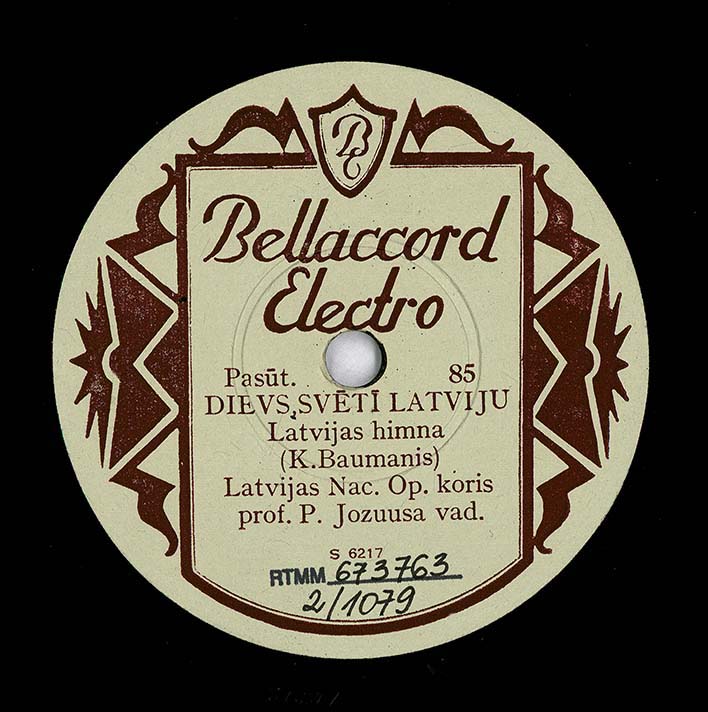 BE
Bellaccord
Electro
Pasūt. 85
DIEVS, SVĒTĪ LATVIJU
Latvijas himna
(K.Baumanis)
Latvijas Nac. Op. koris
prof. P. Jozuusa vad.
S 6217
RTMM 673763
2/1079